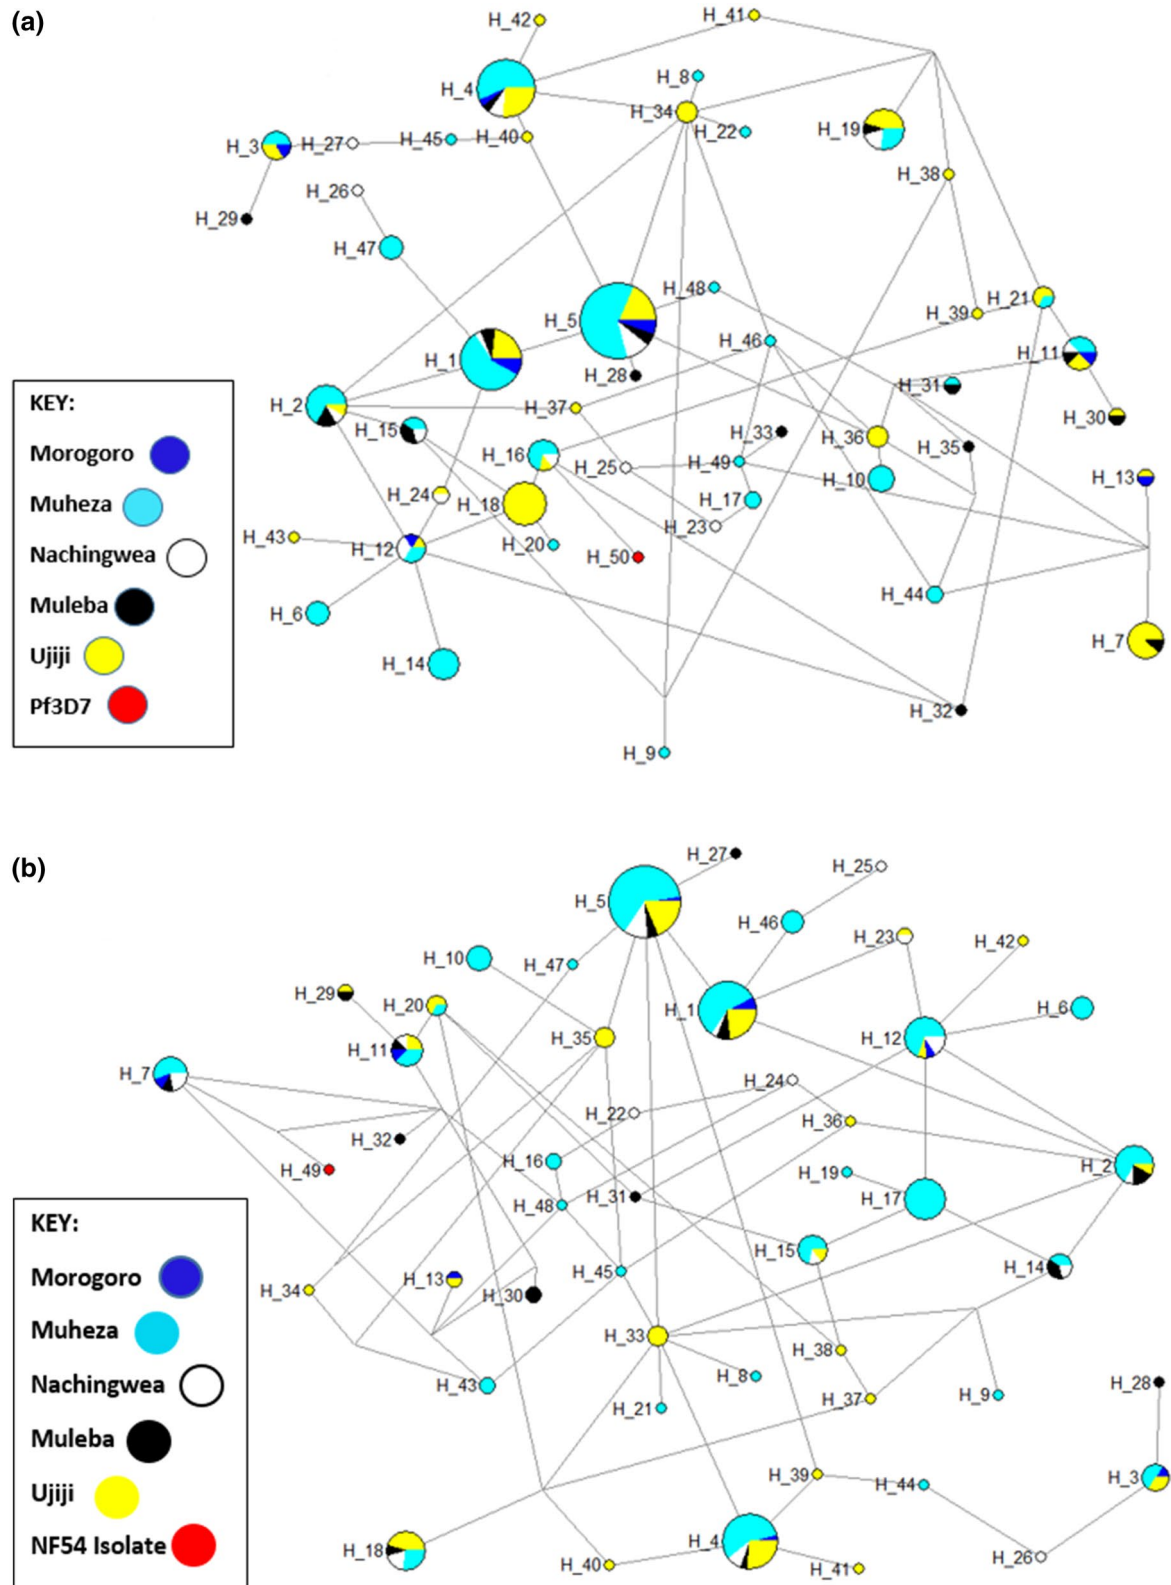 (a)
H_42
H_41
H_4
H_8
H_34
H_22
H_19
H_3
H_27
H_45
H_40
H_38
H_26
H_29
H_47
H_48
H_5
H_39
H_21
H_1
H_46
H_11
H_28
H_31
H_2
H_37
H_15
H_33
H_36
H_35
H_30
H_16
H_25
H_49
H_10
H_13
H_24
H_18
H_17
H_23
H_43
H_12
H_20
H_50
H_44
H_6
H_7
H_14
H_32
H_9
KEY:
Morogoro
Muheza
Nachingwea
Muleba
Ujiji
Pf3D7
(b)
H_27
H_25
H_5
H_46
H_23
H_42
H_10
H_47
H_29
H_20
H_1
H_6
H_35
H_12
H_11
H_7
H_24
H_22
H_36
H_32
H_49
H_16
H_19
H_2
H_48
H_31
H_17
H_15
H_45
H_14
H_13
H_34
H_30
H_33
H_38
H_43
H_8
H_21
H_37
H_9
H_28
H_39
H_44
H_3
H_4
H_18
H_40
H_41
H_26
KEY:
Morogoro
Muheza
Nachingwea
Muleba
Ujiji
NF54 Isolate